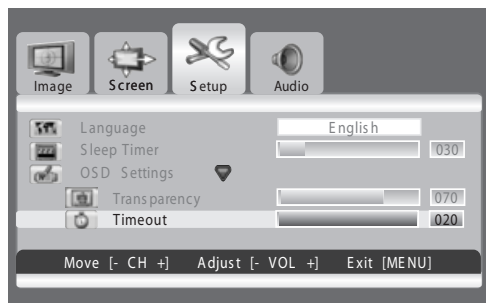 Image Screen Setup Audio
Language English
Sleep Timer 030
OSD Settings
Transparency 070
Timeout 020
Move [- CH +] Adjust [- VOL +] Exit [MENU]